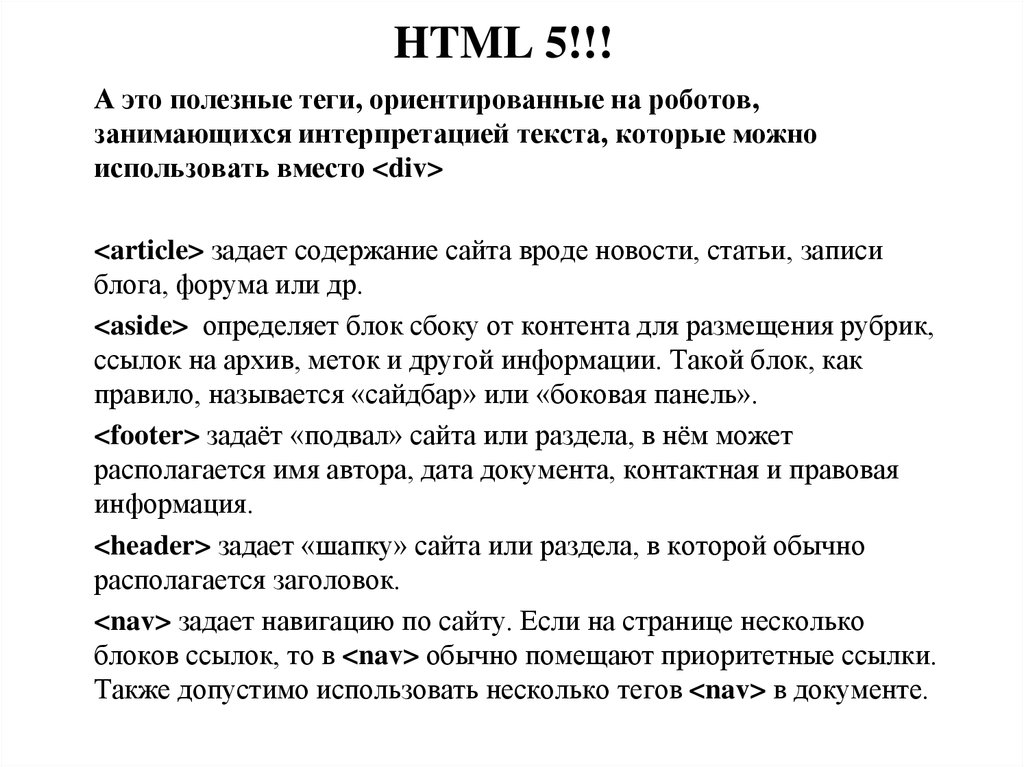 HTML 5!!!
А это полезные теги, ориентированные на роботов,
занимающихся интерпретацией текста, которые можно
использовать вместо <div>
<article> задает содержание сайта вроде новости, статьи, записи
блога, форума или др.
<aside>  определяет блок сбоку от контента для размещения рубрик,
ссылок на архив, меток и другой информации. Такой блок, как
правило, называется «сайдбар» или «боковая панель».
<footer> задаёт «подвал» сайта или раздела, в нём может
располагается имя автора, дата документа, контактная и правовая
информация.
<header> задает «шапку» сайта или раздела, в которой обычно
располагается заголовок.
<nav> задает навигацию по сайту. Если на странице несколько
блоков ссылок, то в <nav> обычно помещают приоритетные ссылки.
Также допустимо использовать несколько тегов <nav> в документе.